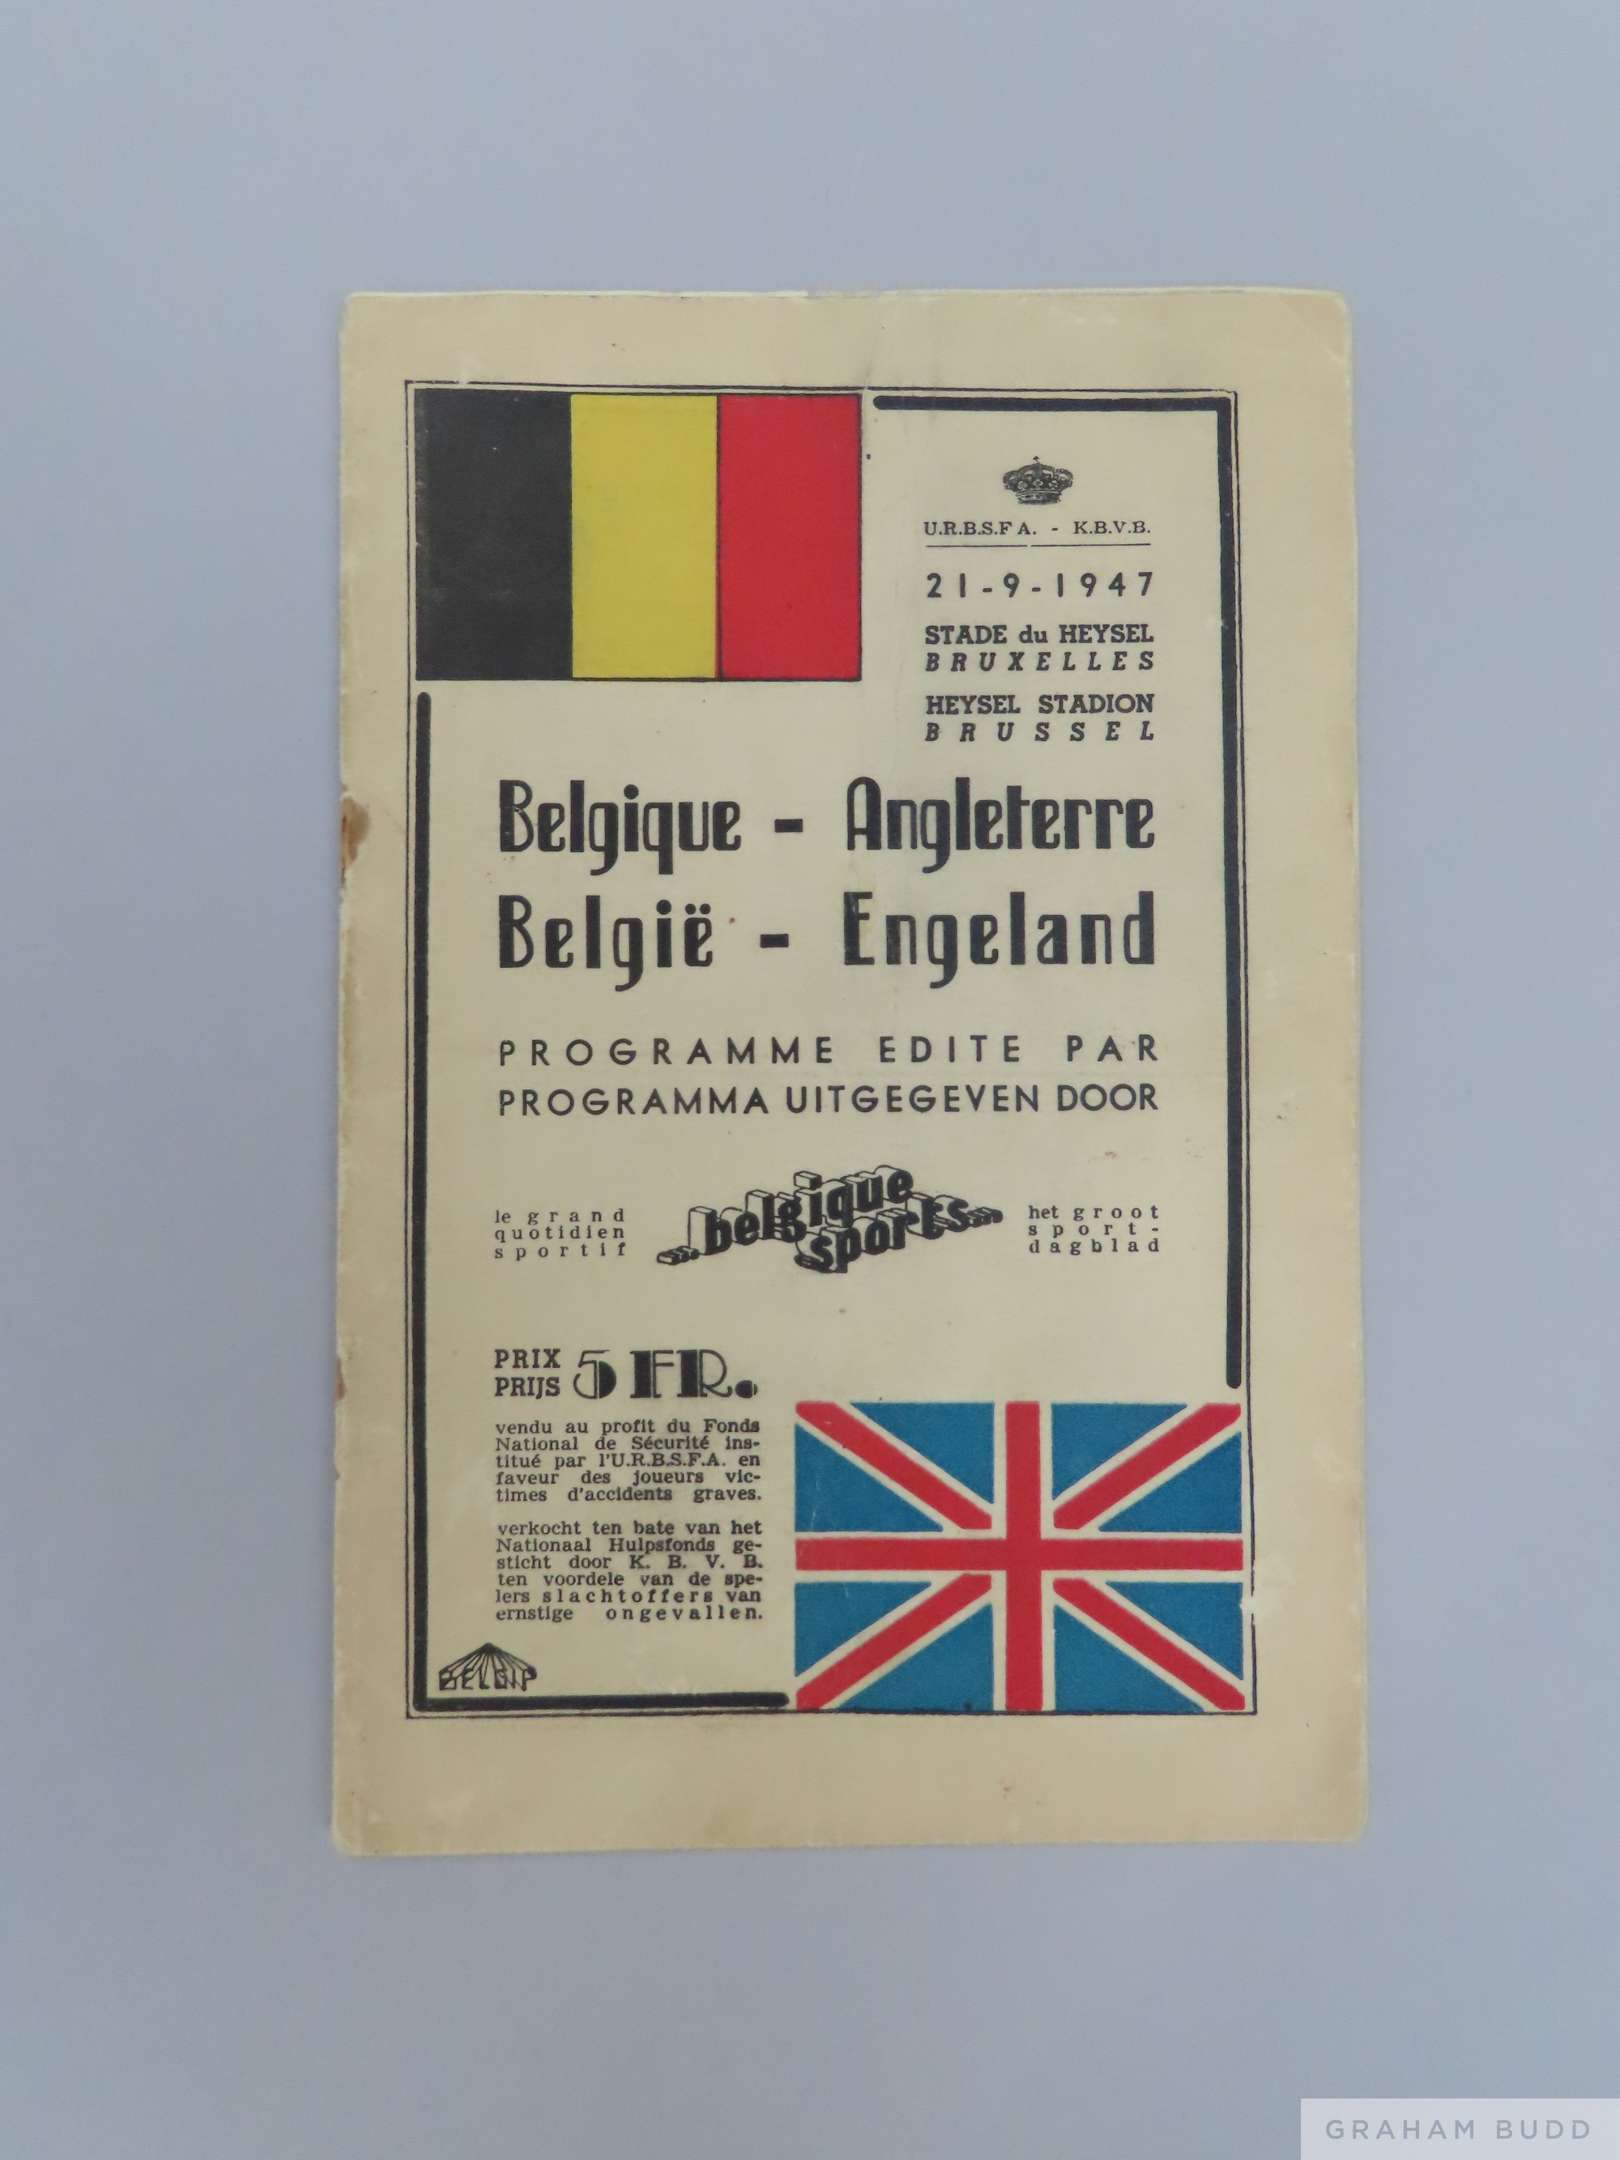 U.R.B.S.F A. - K.B.V.B.
21-9-1947
STADE du HEYSEL
BRUXELLES
HEYSEL STADION
BRUSSEL
Belgique - Angleterre
België - Engeland
PROGRAMME EDITE PAR
PROGRAMMA UITGEGEVEN DOOR
le grand
quotidien
sportif
...belgique
sports...
het groot
sport-
dagblad
PRIX
PRIJS
5 FR.
vendu au profit du Fonds
National de Sécurité ins-
titué par l'U.R.B.S.F.A. en
faveur des joueurs vic-
times d'accidents graves.
verkocht ten bate van het
Nationaal Hulpsfonds ge-
sticht door K. B. V. B.
ten voordele van de spe-
lers slachtoffers van
ernstige ongevallen.
BELGIP
GRAHAM BUDD